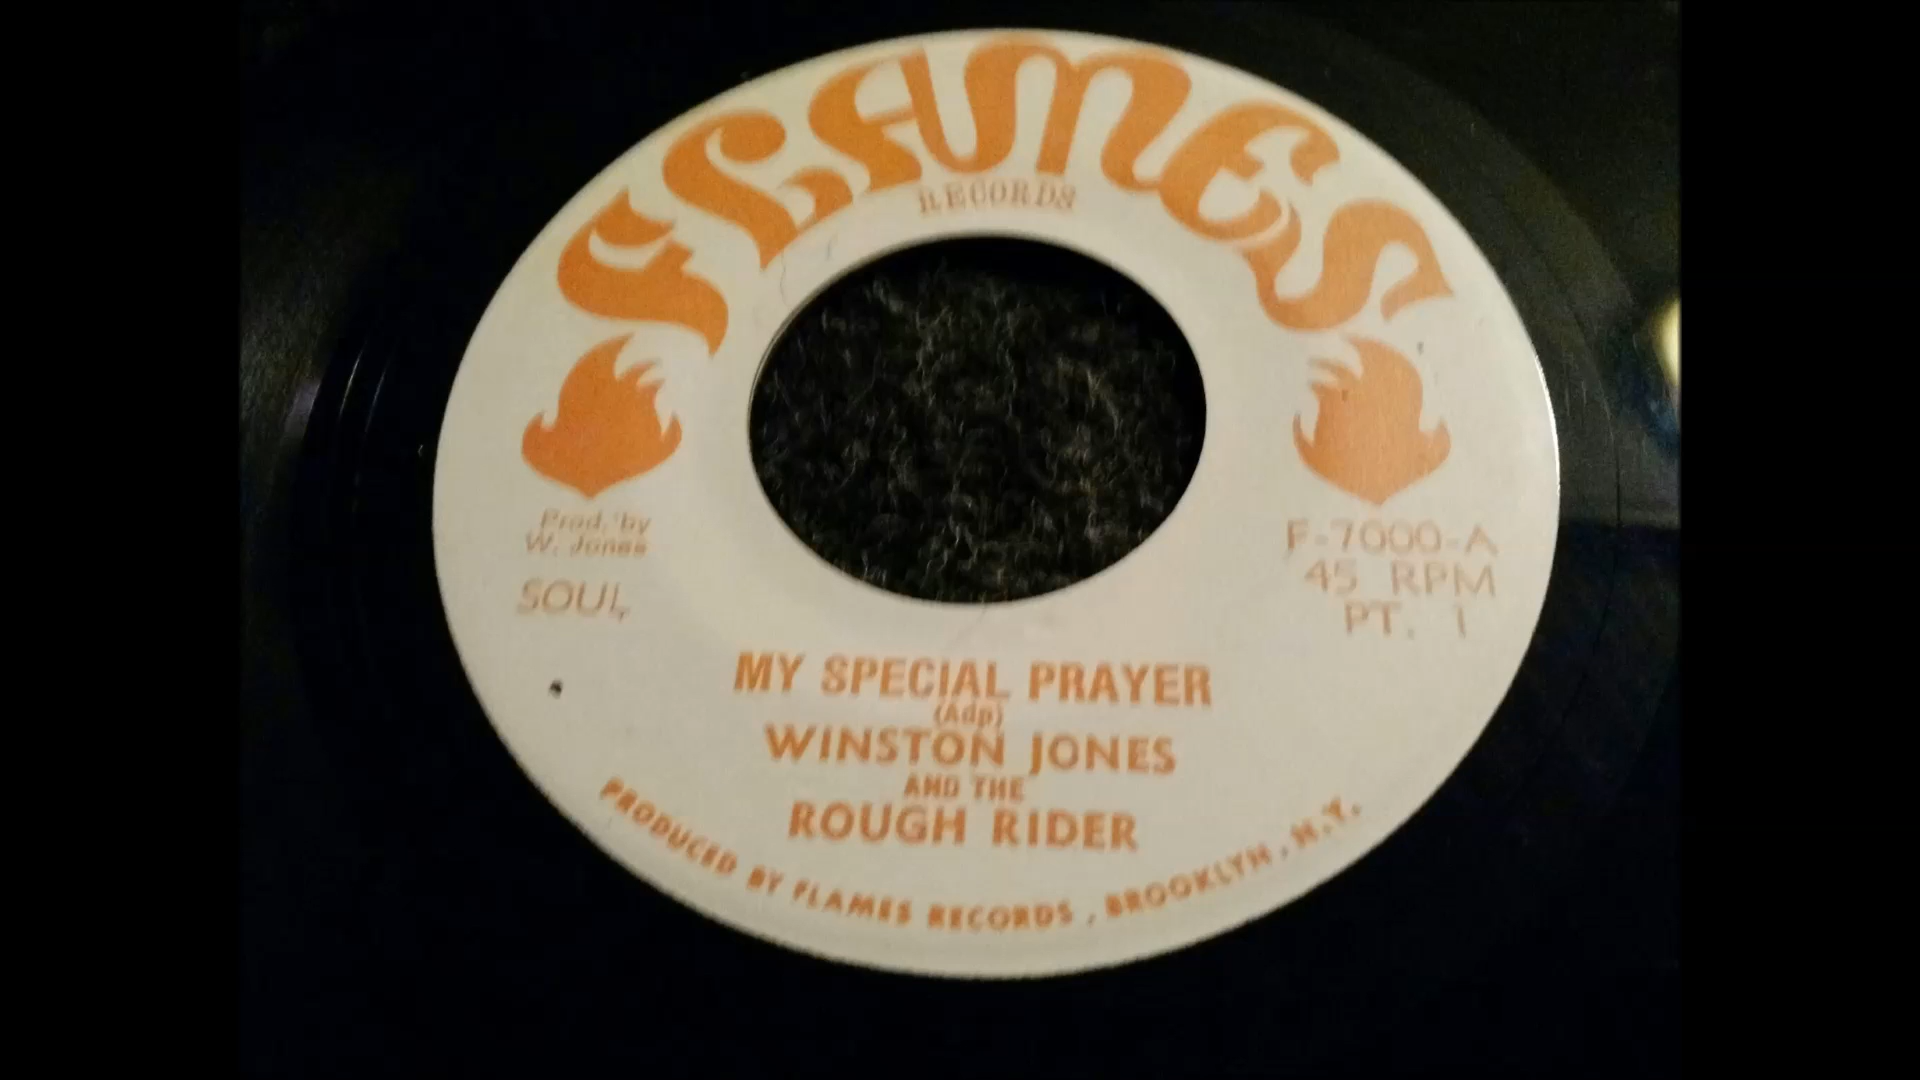 FLAMES
RECORDS
Prod. by
W. Jones
SOUL
F-7000-A
45 RPM
PT. 1
MY SPECIAL PRAYER
(Adp)
WINSTON JONES
AND THE
ROUGH RIDER
PRODUCED BY FLAMES RECORDS, BROOKLYN, N.Y.